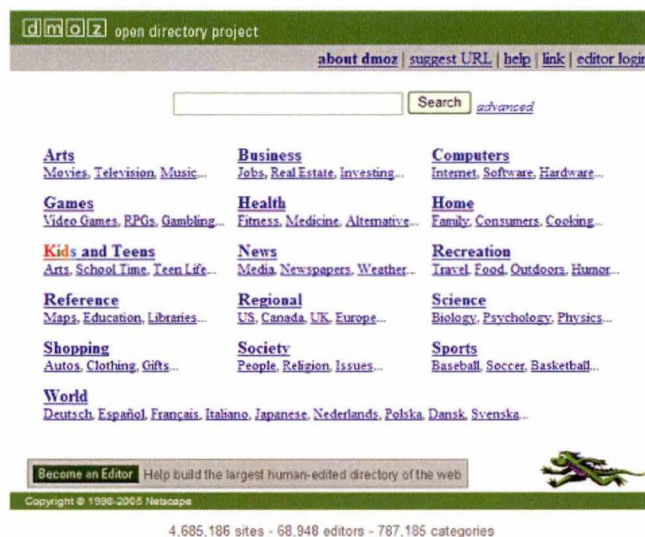 dmoz open directory project
about dmoz | suggest URL | help | link | editor login
Search advanced
Arts
Movies, Television, Music...
Business
Jobs, Real Estate, Investing...
Computers
Internet, Software, Hardware...
Games
Video Games, RPGs, Gambling...
Health
Fitness, Medicine, Alternative...
Home
Family, Consumers, Cooking...
Kids and Teens
Arts, School Time, Teen Life...
News
Media, Newspapers, Weather...
Recreation
Travel, Food, Outdoors, Humor...
Reference
Maps, Education, Libraries...
Regional
US, Canada, UK, Europe...
Science
Biology, Psychology, Physics...
Shopping
Autos, Clothing, Gifts...
Society
People, Religion, Issues...
Sports
Baseball, Soccer, Basketball...
World
Deutsch, Español, Français, Italiano, Japanese, Nederlands, Polska, Dansk, Svenska...
Become an Editor Help build the largest human-edited directory of the web
Copyright © 1998-2005 Netscape
4,685,186 sites - 68,948 editors - 787,185 categories